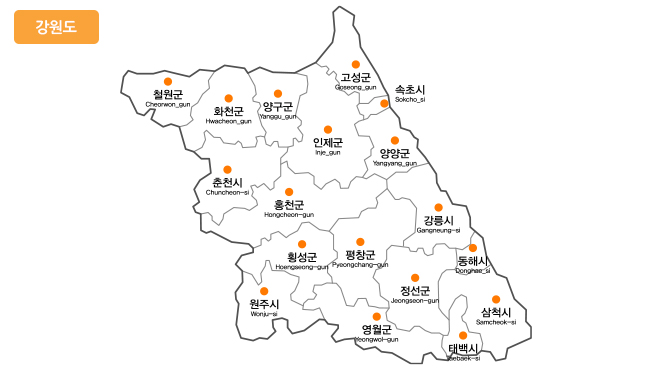 강원도
고성군
Goseong_gun
속초시
Sokcho_si
철원군
Cheorwon_gun
화천군
Hwacheon_gun
양구군
Yanggu_gun
인제군
Inje_gun
양양군
Yangyang_gun
춘천시
Chuncheon-si
홍천군
Hongcheon-gun
강릉시
Gangneung-si
횡성군
Hoengseong-gun
평창군
Pyeongchang-gun
동해시
Donghae_si
정선군
Jeongseon-gun
원주시
Wonju-si
삼척시
Samcheok-si
영월군
Yeongwol-gun
태백시
Taebaek-si